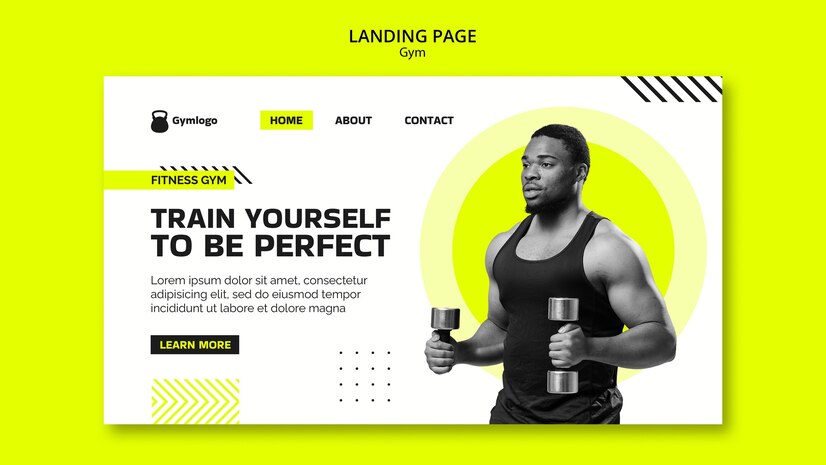 LANDING PAGE
Gym
Gymlogo
HOME
ABOUT
CONTACT
FITNESS GYM
TRAIN YOURSELF
TO BE PERFECT
Lorem ipsum dolor sit amet, consectetur
adipisicing elit, sed do eiusmod tempor
incididunt ut labore et dolore magna
LEARN MORE